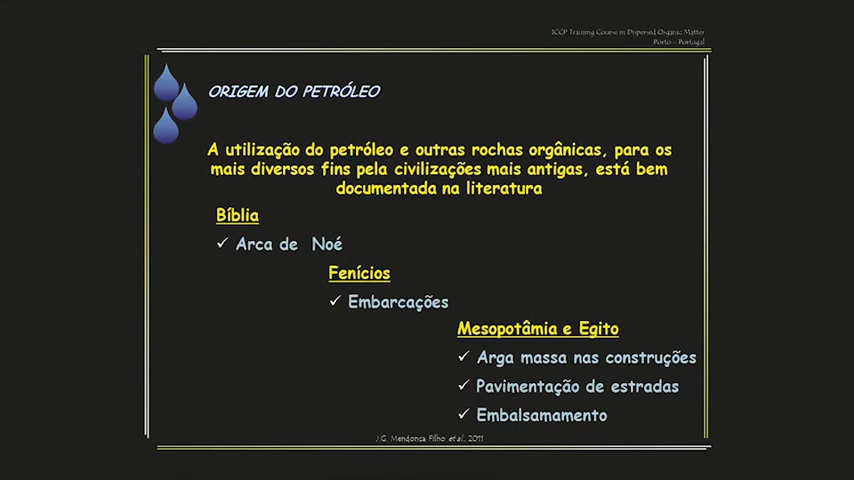 ICCP Training Course in Dispersed Organic Matter
Porto - Portugal
ORIGEM DO PETRÓLEO
A utilização do petróleo e outras rochas orgânicas, para os
mais diversos fins pela civilizações mais antigas, está bem
documentada na literatura
Bíblia
✓ Arca de Noé
Fenícios
✓ Embarcações
Mesopotâmia e Egito
✓ Arga massa nas construções
✓ Pavimentação de estradas
✓ Embalsamamento
J.G. Mendonça Filho et al., 2011